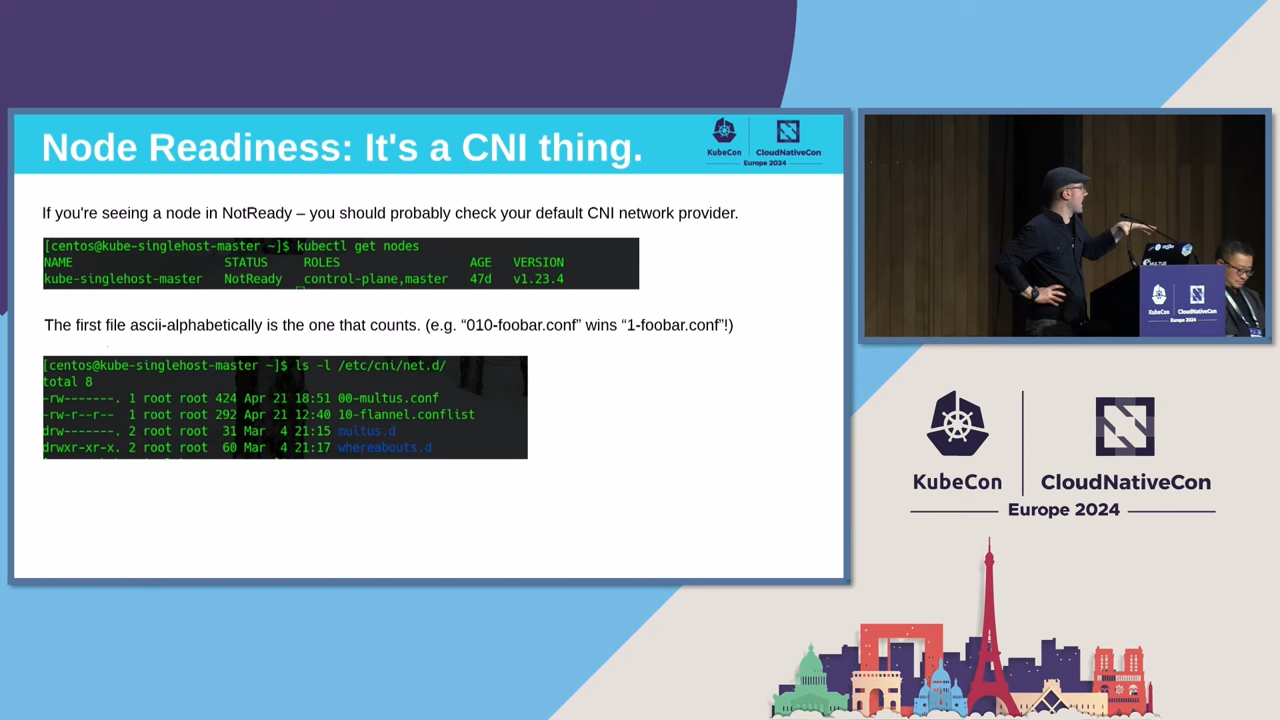 Node Readiness: It's a CNI thing.
KubeCon
CloudNativeCon
Europe 2024
If you're seeing a node in NotReady – you should probably check your default CNI network provider.
[centos@kube-singlehost-master ~]$ kubectl get nodes
NAME STATUS ROLES AGE VERSION
kube-singlehost-master NotReady control-plane,master 47d v1.23.4
The first file ascii-alphabetically is the one that counts. (e.g. “010-foobar.conf” wins “1-foobar.conf”!)
[centos@kube-singlehost-master ~]$ ls -l /etc/cni/net.d/
total 8
-rw-------. 1 root root 424 Apr 21 18:51 00-multus.conf
-rw-r--r-- 1 root root 292 Apr 21 12:40 10-flannel.conflist
drw-------. 2 root root 31 Mar 4 21:15 multus.d
drwxr-xr-x. 2 root root 60 Mar 4 21:17 whereabouts.d
KubeCon
CloudNativeCon
Europe 2024
KubeCon
CloudNativeCon
Europe 2024